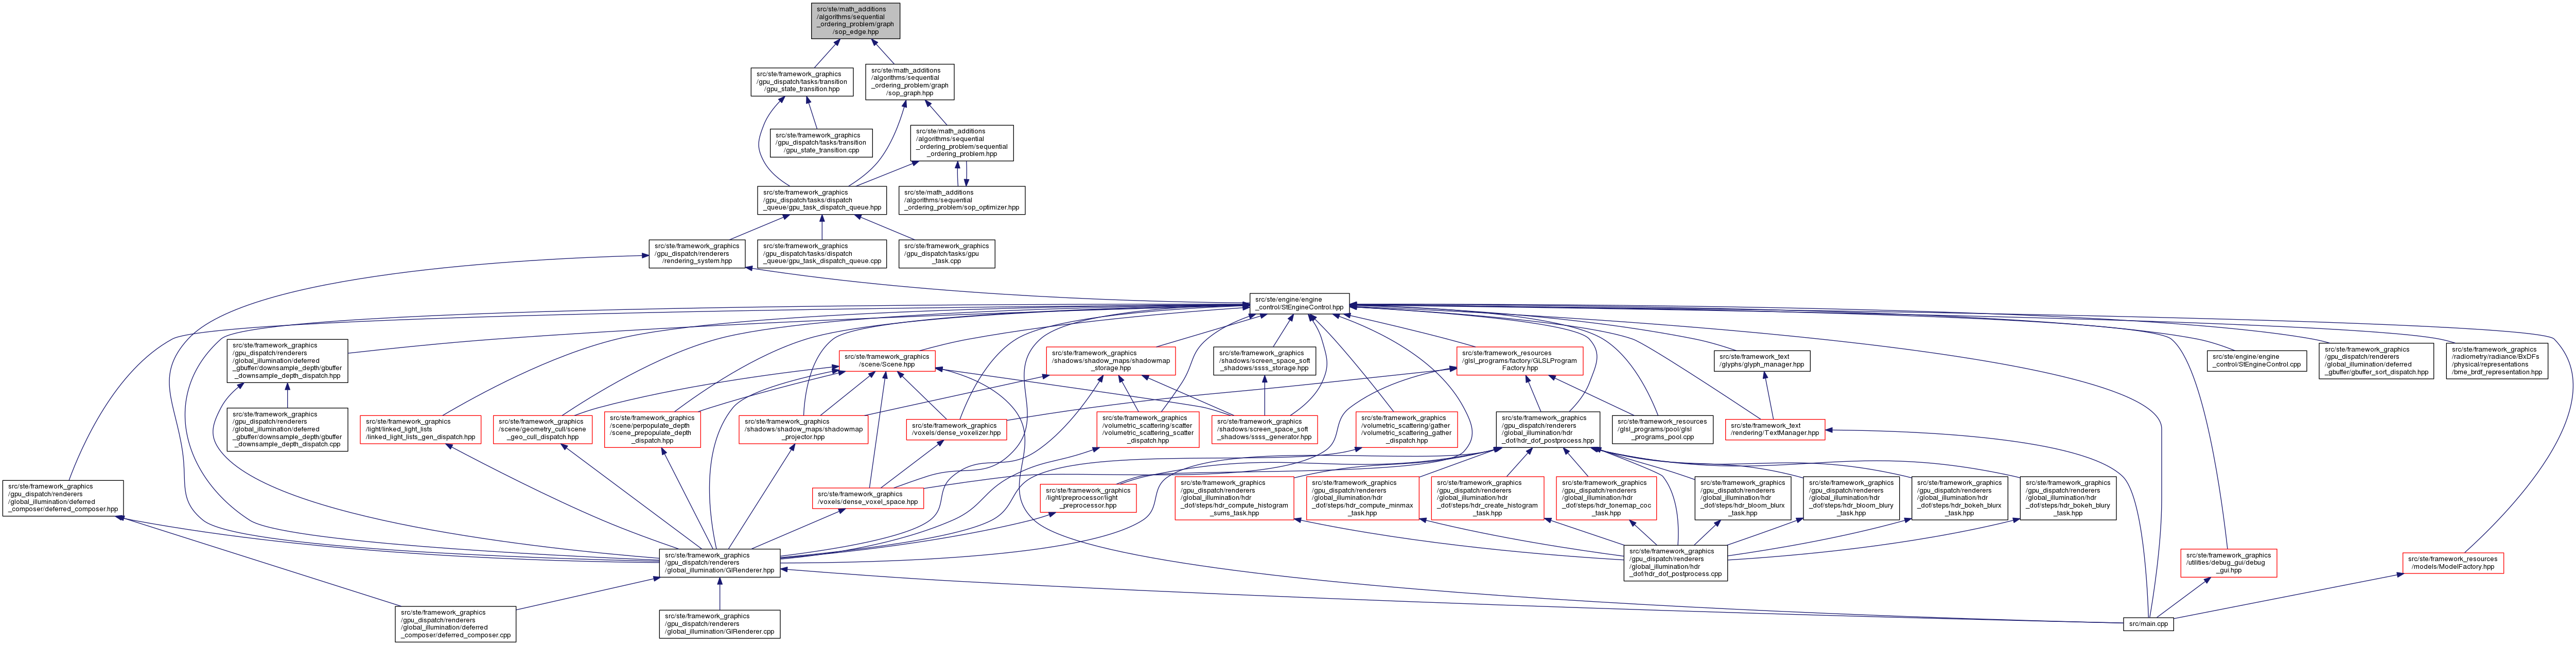 src/ste/math_additions
/algorithms/sequential
_ordering_problem/graph
/sop_edge.hpp
src/ste/framework_graphics
/gpu_dispatch/tasks/transition
/gpu_state_transition.hpp
src/ste/math_additions
/algorithms/sequential
_ordering_problem/graph
/sop_graph.hpp
src/ste/framework_graphics
/gpu_dispatch/tasks/transition
/gpu_state_transition.cpp
src/ste/math_additions
/algorithms/sequential
_ordering_problem/sequential
_ordering_problem.hpp
src/ste/framework_graphics
/gpu_dispatch/tasks/dispatch
_queue/gpu_task_dispatch_queue.hpp
src/ste/math_additions
/algorithms/sequential
_ordering_problem/sop_optimizer.hpp
src/ste/framework_graphics
/gpu_dispatch/renderers
/rendering_system.hpp
src/ste/framework_graphics
/gpu_dispatch/tasks/dispatch
_queue/gpu_task_dispatch_queue.cpp
src/ste/framework_graphics
/gpu_dispatch/tasks/gpu
_task.cpp
src/ste/engine/engine
_control/StEngineControl.hpp
src/ste/framework_graphics
/gpu_dispatch/renderers
/global_illumination/deferred
_gbuffer/downsample_depth/gbuffer
_downsample_depth_dispatch.hpp
src/ste/framework_graphics
/scene/Scene.hpp
src/ste/framework_graphics
/shadows/shadow_maps/shadowmap
_storage.hpp
src/ste/framework_graphics
/shadows/screen_space_soft
_shadows/ssss_storage.hpp
src/ste/framework_resources
/glsl_programs/factory/GLSLProgram
Factory.hpp
src/ste/framework_text
/glyphs/glyph_manager.hpp
src/ste/engine/engine
_control/StEngineControl.cpp
src/ste/framework_graphics
/gpu_dispatch/renderers
/global_illumination/deferred
_gbuffer/gbuffer_sort_dispatch.hpp
src/ste/framework_graphics
/radiometry/radiance/BxDFs
/physical/representations
/bme_brdf_representation.hpp
src/ste/framework_graphics
/gpu_dispatch/renderers
/global_illumination/deferred
_gbuffer/downsample_depth/gbuffer
_downsample_depth_dispatch.cpp
src/ste/framework_graphics
/light/linked_light_lists
/linked_light_lists_gen_dispatch.hpp
src/ste/framework_graphics
/scene/geometry_cull/scene
_geo_cull_dispatch.hpp
src/ste/framework_graphics
/scene/perpopulate_depth
/scene_prepopulate_depth
_dispatch.hpp
src/ste/framework_graphics
/shadows/shadow_maps/shadowmap
_projector.hpp
src/ste/framework_graphics
/voxels/dense_voxelizer.hpp
src/ste/framework_graphics
/volumetric_scattering/scatter
/volumetric_scattering_scatter
_dispatch.hpp
src/ste/framework_graphics
/shadows/screen_space_soft
_shadows/ssss_generator.hpp
src/ste/framework_graphics
/volumetric_scattering/gather
/volumetric_scattering_gather
_dispatch.hpp
src/ste/framework_graphics
/gpu_dispatch/renderers
/global_illumination/hdr
_dof/hdr_dof_postprocess.hpp
src/ste/framework_resources
/glsl_programs/pool/glsl
_programs_pool.cpp
src/ste/framework_text
/rendering/TextManager.hpp
src/ste/framework_graphics
/gpu_dispatch/renderers
/global_illumination/deferred
_composer/deferred_composer.hpp
src/ste/framework_graphics
/voxels/dense_voxel_space.hpp
src/ste/framework_graphics
/light/preprocessor/light
_preprocessor.hpp
src/ste/framework_graphics
/gpu_dispatch/renderers
/global_illumination/hdr
_dof/steps/hdr_compute_histogram
_sums_task.hpp
src/ste/framework_graphics
/gpu_dispatch/renderers
/global_illumination/hdr
_dof/steps/hdr_compute_minmax
_task.hpp
src/ste/framework_graphics
/gpu_dispatch/renderers
/global_illumination/hdr
_dof/steps/hdr_create_histogram
_task.hpp
src/ste/framework_graphics
/gpu_dispatch/renderers
/global_illumination/hdr
_dof/steps/hdr_tonemap_coc
_task.hpp
src/ste/framework_graphics
/gpu_dispatch/renderers
/global_illumination/hdr
_dof/steps/hdr_bloom_blurx
_task.hpp
src/ste/framework_graphics
/gpu_dispatch/renderers
/global_illumination/hdr
_dof/steps/hdr_bloom_blury
_task.hpp
src/ste/framework_graphics
/gpu_dispatch/renderers
/global_illumination/hdr
_dof/steps/hdr_bokeh_blurx
_task.hpp
src/ste/framework_graphics
/gpu_dispatch/renderers
/global_illumination/hdr
_dof/steps/hdr_bokeh_blury
_task.hpp
src/ste/framework_graphics
/gpu_dispatch/renderers
/global_illumination/GIRenderer.hpp
src/ste/framework_graphics
/gpu_dispatch/renderers
/global_illumination/hdr
_dof/hdr_dof_postprocess.cpp
src/ste/framework_graphics
/utilities/debug_gui/debug
_gui.hpp
src/ste/framework_resources
/models/ModelFactory.hpp
src/ste/framework_graphics
/gpu_dispatch/renderers
/global_illumination/deferred
_composer/deferred_composer.cpp
src/ste/framework_graphics
/gpu_dispatch/renderers
/global_illumination/GIRenderer.cpp
src/main.cpp